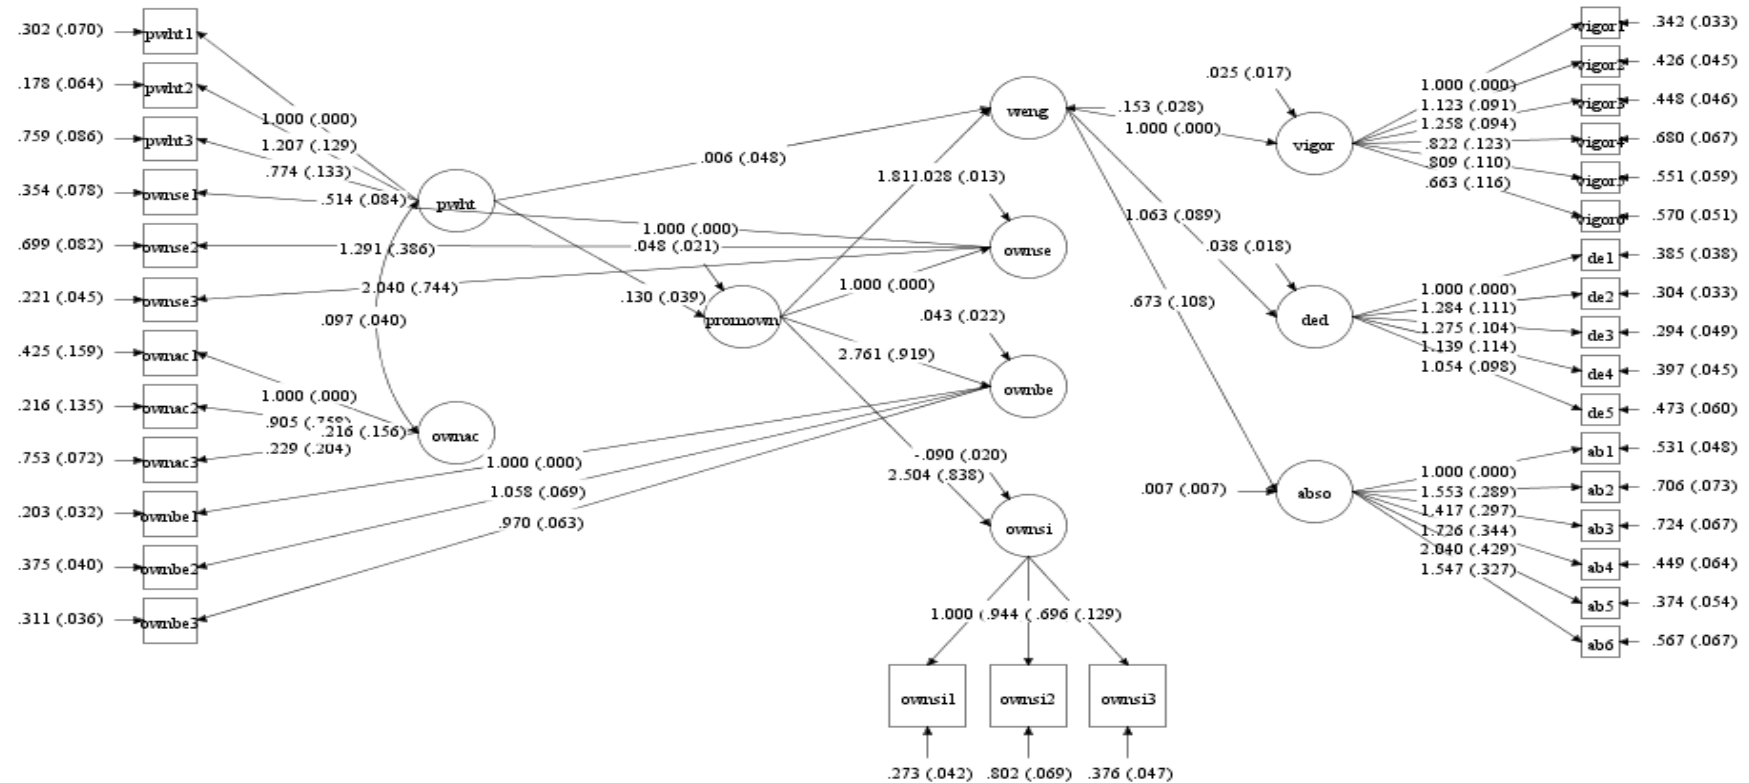 .302 (.070)
pwht1
.178 (.064)
pwht2
.759 (.086)
pwht3
.354 (.078)
ownse1
.699 (.082)
ownse2
.221 (.045)
ownse3
.425 (.159)
ownac1
.216 (.135)
ownac2
.753 (.072)
ownac3
.203 (.032)
ownbe1
.375 (.040)
ownbe2
.311 (.036)
ownbe3
1.000 (.000)
1.207 (.129)
.774 (.133)
.514 (.084)
pwht
1.291 (.386)
2.040 (.744)
.097 (.040)
1.000 (.000)
.905
.216 (.156)
.229 (.204)
ownac
1.000 (.000)
1.058 (.069)
.970 (.063)
.006 (.048)
1.000 (.000)
.048 (.021)
.130 (.039)
promown
weng
.153 (.028)
1.000 (.000)
1.811
.028 (.013)
ownse
1.000 (.000)
.043 (.022)
2.761 (.919)
ownbe
-.090 (.020)
2.504 (.838)
ownsi
1.000 (.944 (.696 (.129)
ownsi1
ownsi2
ownsi3
.273 (.042)
.802 (.069)
.376 (.047)
1.063 (.089)
.673 (.108)
.025 (.017)
vigor
.038 (.018)
ded
.007 (.007)
abso
1.000 (.000)
1.123 (.091)
1.258 (.094)
.822 (.123)
.809 (.110)
.663 (.116)
vigor1
.342 (.033)
vigor2
.426 (.045)
vigor3
.448 (.046)
vigor4
.680 (.067)
vigor5
.551 (.059)
vigor6
.570 (.051)
1.000 (.000)
1.284 (.111)
1.275 (.104)
1.139 (.114)
1.054 (.098)
de1
.385 (.038)
de2
.304 (.033)
de3
.294 (.049)
de4
.397 (.045)
de5
.473 (.060)
1.000 (.000)
1.553 (.289)
1.417 (.297)
1.726 (.344)
2.040 (.429)
1.547 (.327)
ab1
.531 (.048)
ab2
.706 (.073)
ab3
.724 (.067)
ab4
.449 (.064)
ab5
.374 (.054)
ab6
.567 (.067)